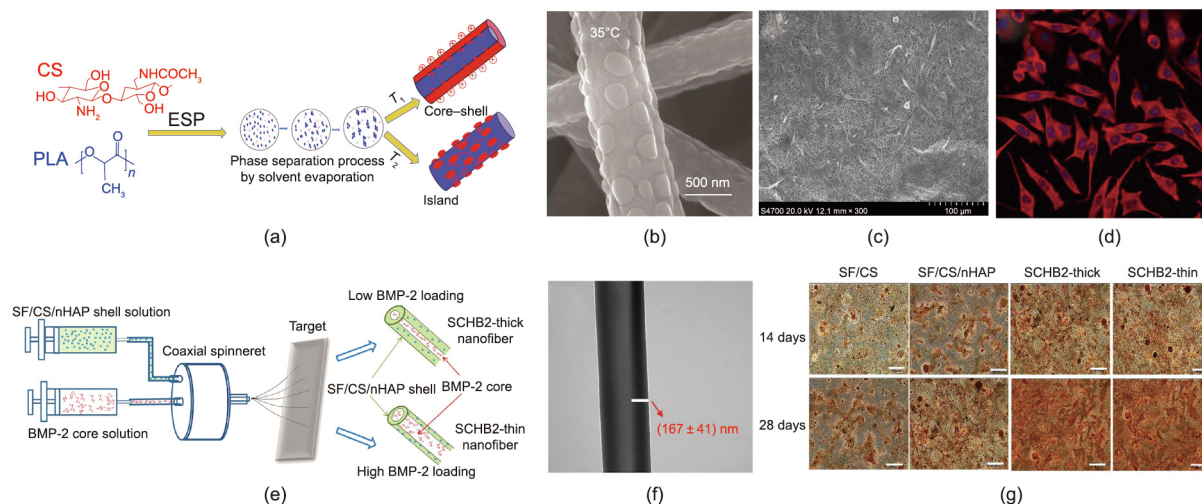 CS
HO
OH
O
HO
NH₂
O
NHCOCH₃
O
O
OH
PLA
O
O
n
CH₃
ESP
Phase separation process
by solvent evaporation
T₁
T₂
Core–shell
Island
(a)
35°C
500 nm
(b)
S4700 20.0 kV 12.1 mm × 300
100 μm
(c)
(d)
SF/CS/nHAP shell solution
BMP-2 core solution
Coaxial spinneret
Target
Low BMP-2 loading
SCHB2-thick
nanofiber
SF/CS/nHAP shell
BMP-2 core
SCHB2-thin
nanofiber
High BMP-2 loading
(e)
(167 ± 41) nm
(f)
SF/CS
SF/CS/nHAP
SCHB2-thick
SCHB2-thin
14 days
28 days
(g)